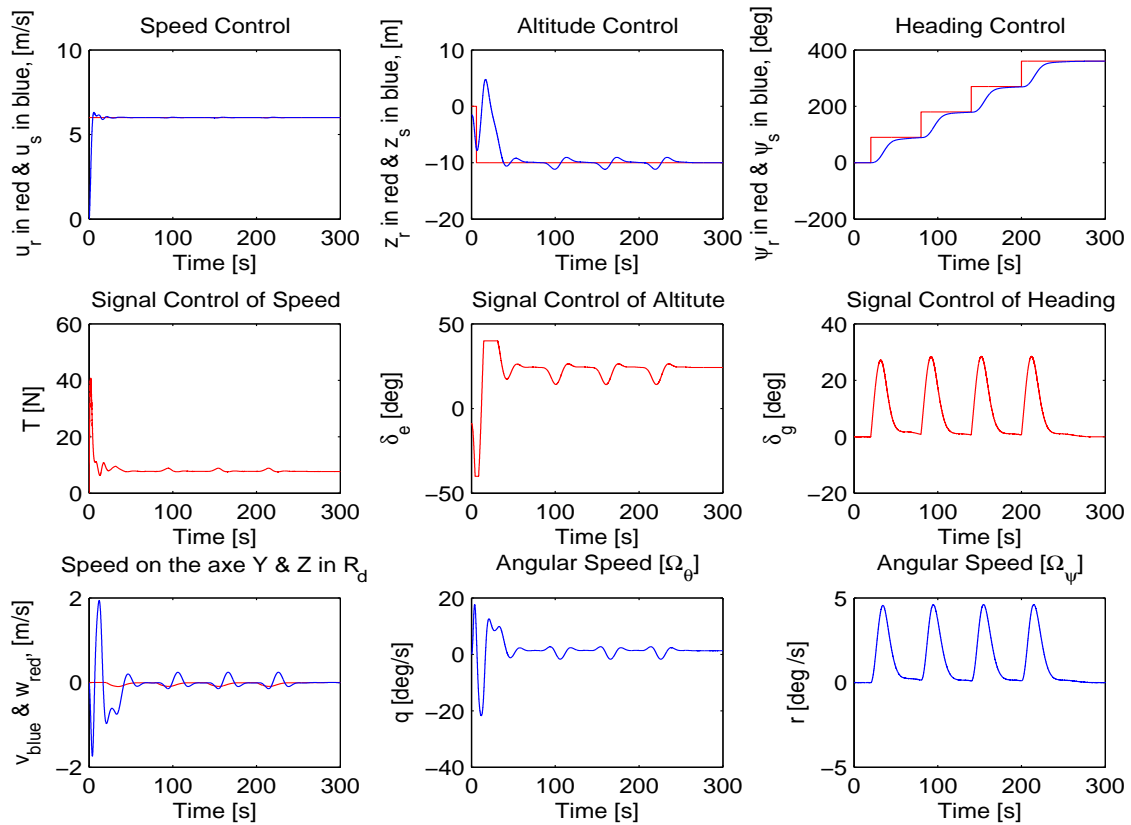 Speed Control
u_r in red & u_s in blue, [m/s]
10
5
0
0 100 200 300
Time [s]
Altitude Control
z_r in red & z_s in blue, [m]
10
0
−10
−20
0 100 200 300
Time [s]
Heading Control
ψ_r in red & ψ_s in blue, [deg]
400
200
0
−200
0 100 200 300
Time [s]
Signal Control of Speed
T [N]
60
40
20
0
0 100 200 300
Time [s]
Signal Control of Altitute
δ_e [deg]
50
0
−50
0 100 200 300
Time [s]
Signal Control of Heading
δ_g [deg]
40
20
0
−20
0 100 200 300
Time [s]
Speed on the axe Y & Z in R_d
v_blue & w_red, [m/s]
2
0
−2
0 100 200 300
Time [s]
Angular Speed [Ω_θ]
q [deg/s]
20
0
−20
−40
0 100 200 300
Time [s]
Angular Speed [Ω_ψ]
r [deg /s]
5
0
−5
0 100 200 300
Time [s]